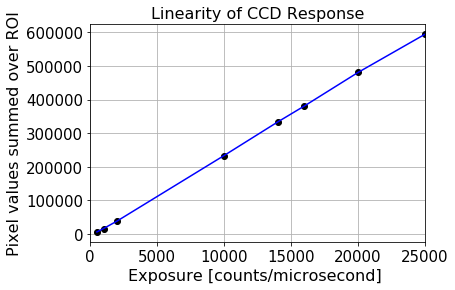 Linearity of CCD Response
Pixel values summed over ROI
600000
500000
400000
300000
200000
100000
0
0 5000 10000 15000 20000 25000
Exposure [counts/microsecond]